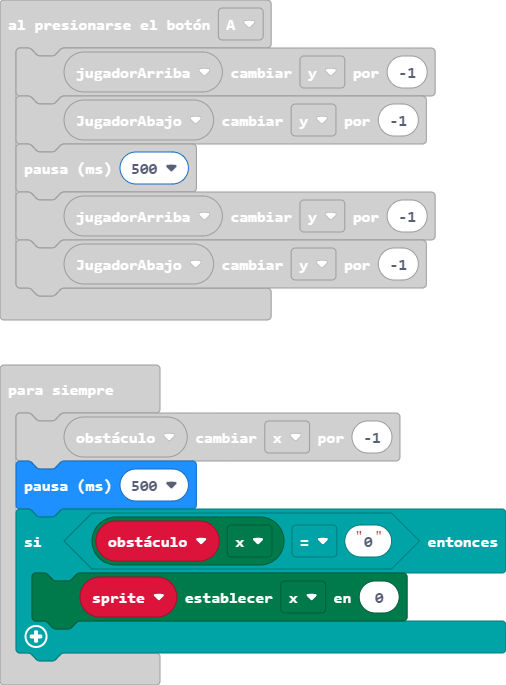 al presionarse el botón A
jugadorArriba cambiar y por -1
JugadorAbajo cambiar y por -1
pausa (ms) 500
jugadorArriba cambiar y por -1
JugadorAbajo cambiar y por -1
para siempre
obstáculo cambiar x por -1
pausa (ms) 500
si obstáculo x = "0" entonces
sprite establecer x en 0